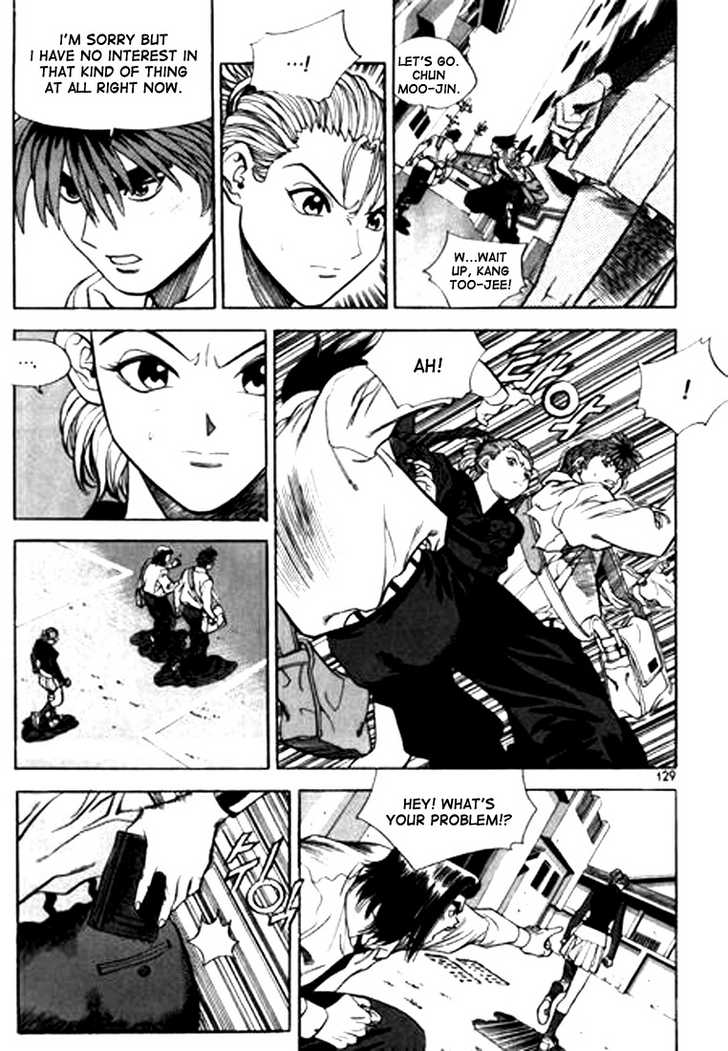 I'M SORRY BUT
I HAVE NO INTEREST IN
THAT KIND OF THING
AT ALL RIGHT NOW.
...!
LET'S GO.
CHUN
MOO-JIN.
W...WAIT
UP, KANG
TOO-JEE!
...
AH!
!
129
HEY! WHAT'S
YOUR PROBLEM!?